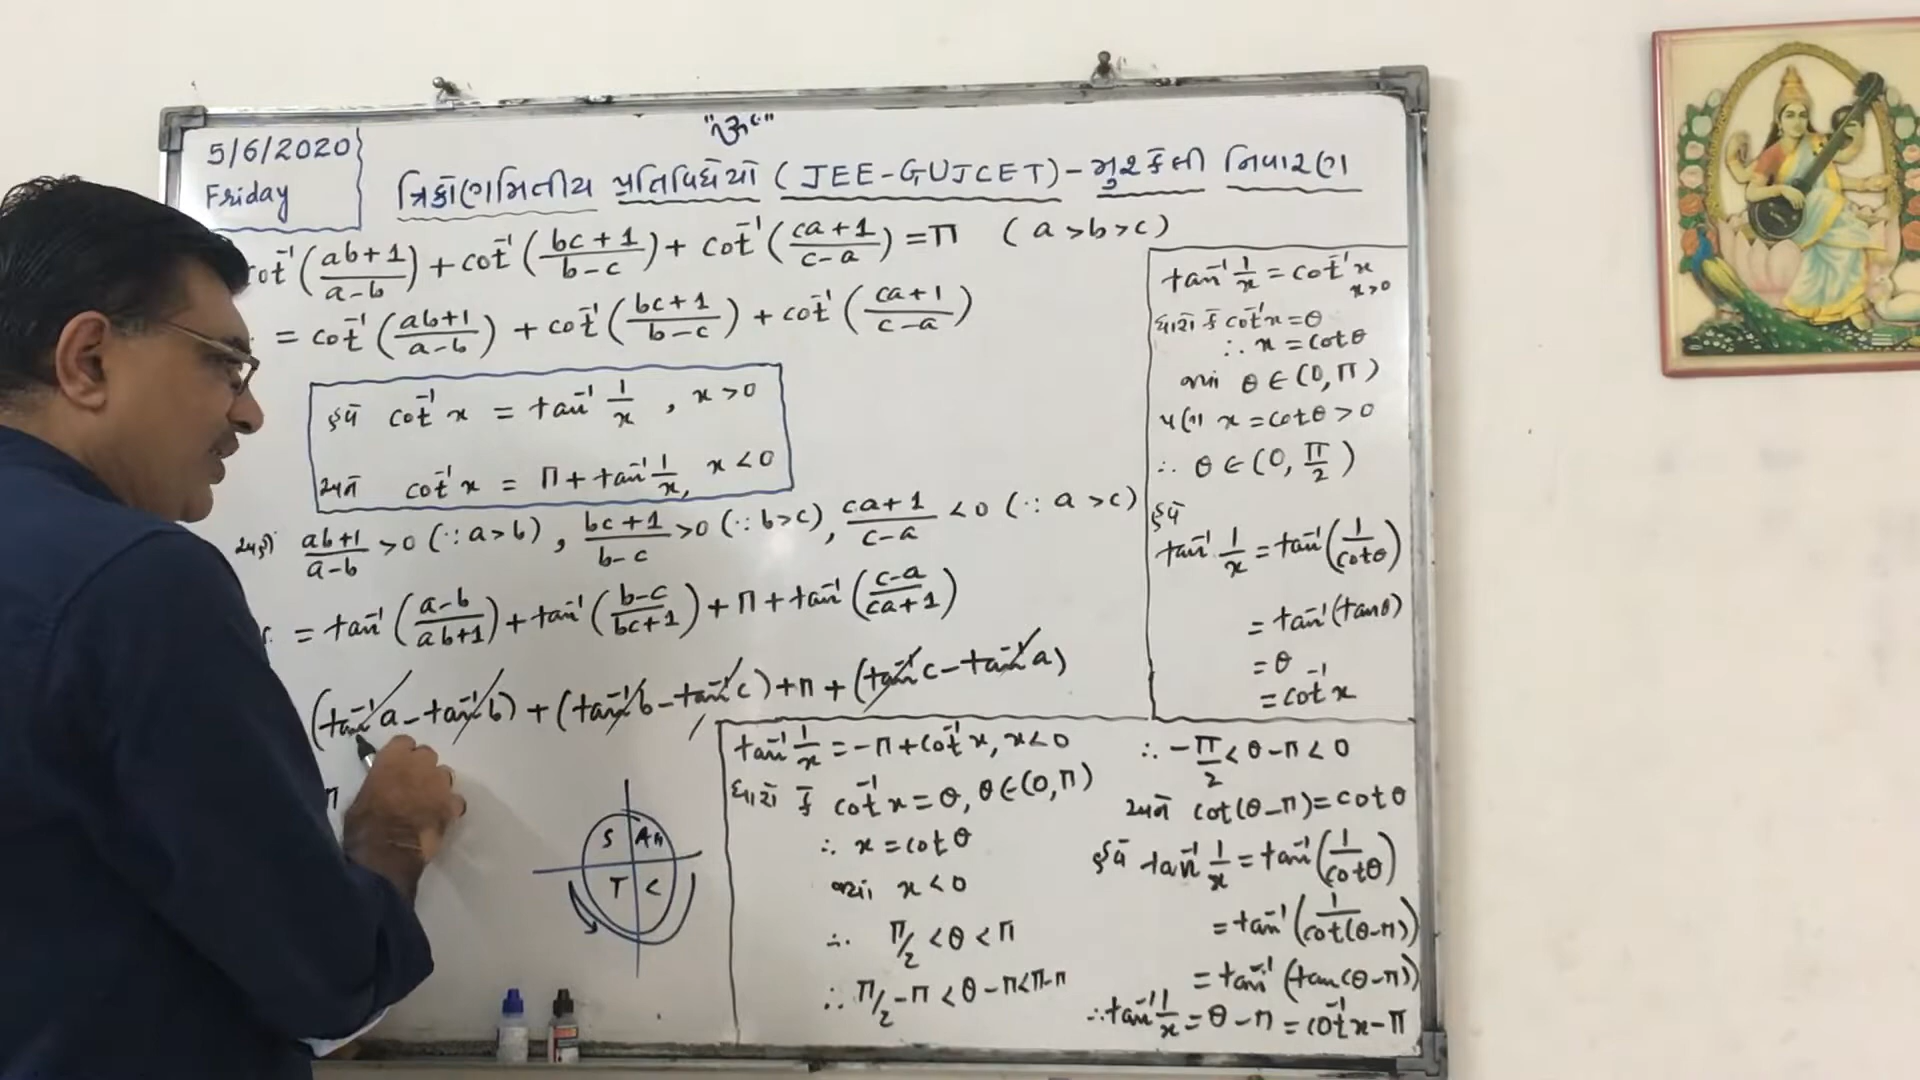 "ૐ"
5/6/2020
Friday
ત્રિકોણમિતીય પ્રતિવિધેયો (JEE-GUJCET) - મુશ્કેલી નિવારણ
cot⁻¹(ab+1/a-b) + cot⁻¹(bc+1/b-c) + cot⁻¹(ca+1/c-a) = π (a>b>c)
= cot⁻¹(ab+1/a-b) + cot⁻¹(bc+1/b-c) + cot⁻¹(ca+1/c-a)
હવે cot⁻¹x = tan⁻¹ 1/x, x>0
અને cot⁻¹x = π + tan⁻¹ 1/x, x<0
અહીં ab+1/a-b >0 (∵ a>b), bc+1/b-c >0 (∵ b>c), ca+1/c-a <0 (∵ a>c)
= tan⁻¹(a-b/ab+1) + tan⁻¹(b-c/bc+1) + π + tan⁻¹(c-a/ca+1)
(tan⁻¹a - tan⁻¹b) + (tan⁻¹b - tan⁻¹c) + π + (tan⁻¹c - tan⁻¹a)
π
S A
T C
tan⁻¹ 1/x = cot⁻¹x
x>0
ધારો કે cot⁻¹x = θ
∴ x = cotθ
જ્યાં θ ∈ (0, π)
પણ x = cotθ > 0
∴ θ ∈ (0, π/2)
હવે
tan⁻¹ 1/x = tan⁻¹(1/cotθ)
= tan⁻¹(tanθ)
= θ
= cot⁻¹x
tan⁻¹ 1/x = -π + cot⁻¹x, x<0
ધારો કે cot⁻¹x = θ, θ ∈ (0, π)
∴ x = cotθ
જ્યાં x < 0
∴ π/2 < θ < π
∴ π/2 - π < θ - π < π - π
∴ -π/2 < θ - π < 0
અને cot(θ-π) = cotθ
હવે tan⁻¹ 1/x = tan⁻¹(1/cotθ)
= tan⁻¹(1/cot(θ-π))
= tan⁻¹(tan(θ-π))
∴ tan⁻¹ 1/x = θ - π = cot⁻¹x - π